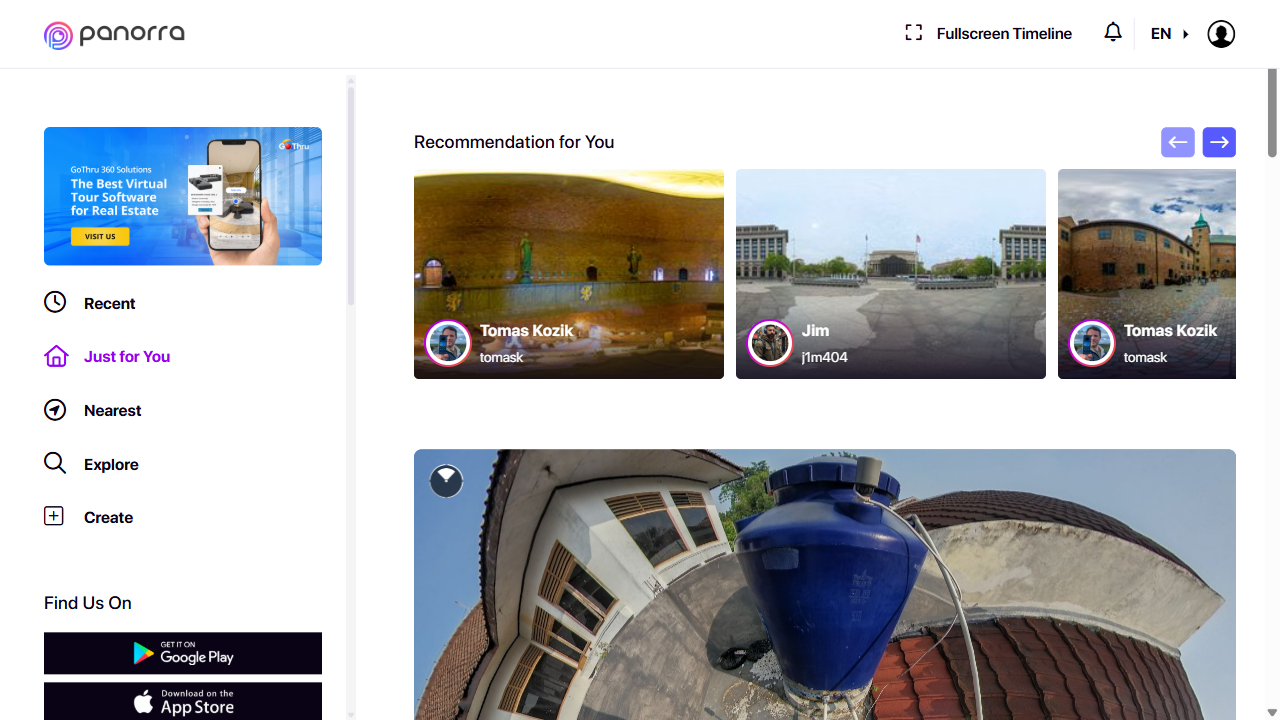 panorra
Fullscreen Timeline
EN
GoThru
GoThru 360 Solutions
The Best Virtual
Tour Software
for Real Estate
VISIT US
Recent
Just for You
Nearest
Explore
Create
Find Us On
GET IT ON
Google Play
Download on the
App Store
Recommendation for You
Tomas Kozik
tomask
Jim
j1m404
Tomas Kozik
tomask